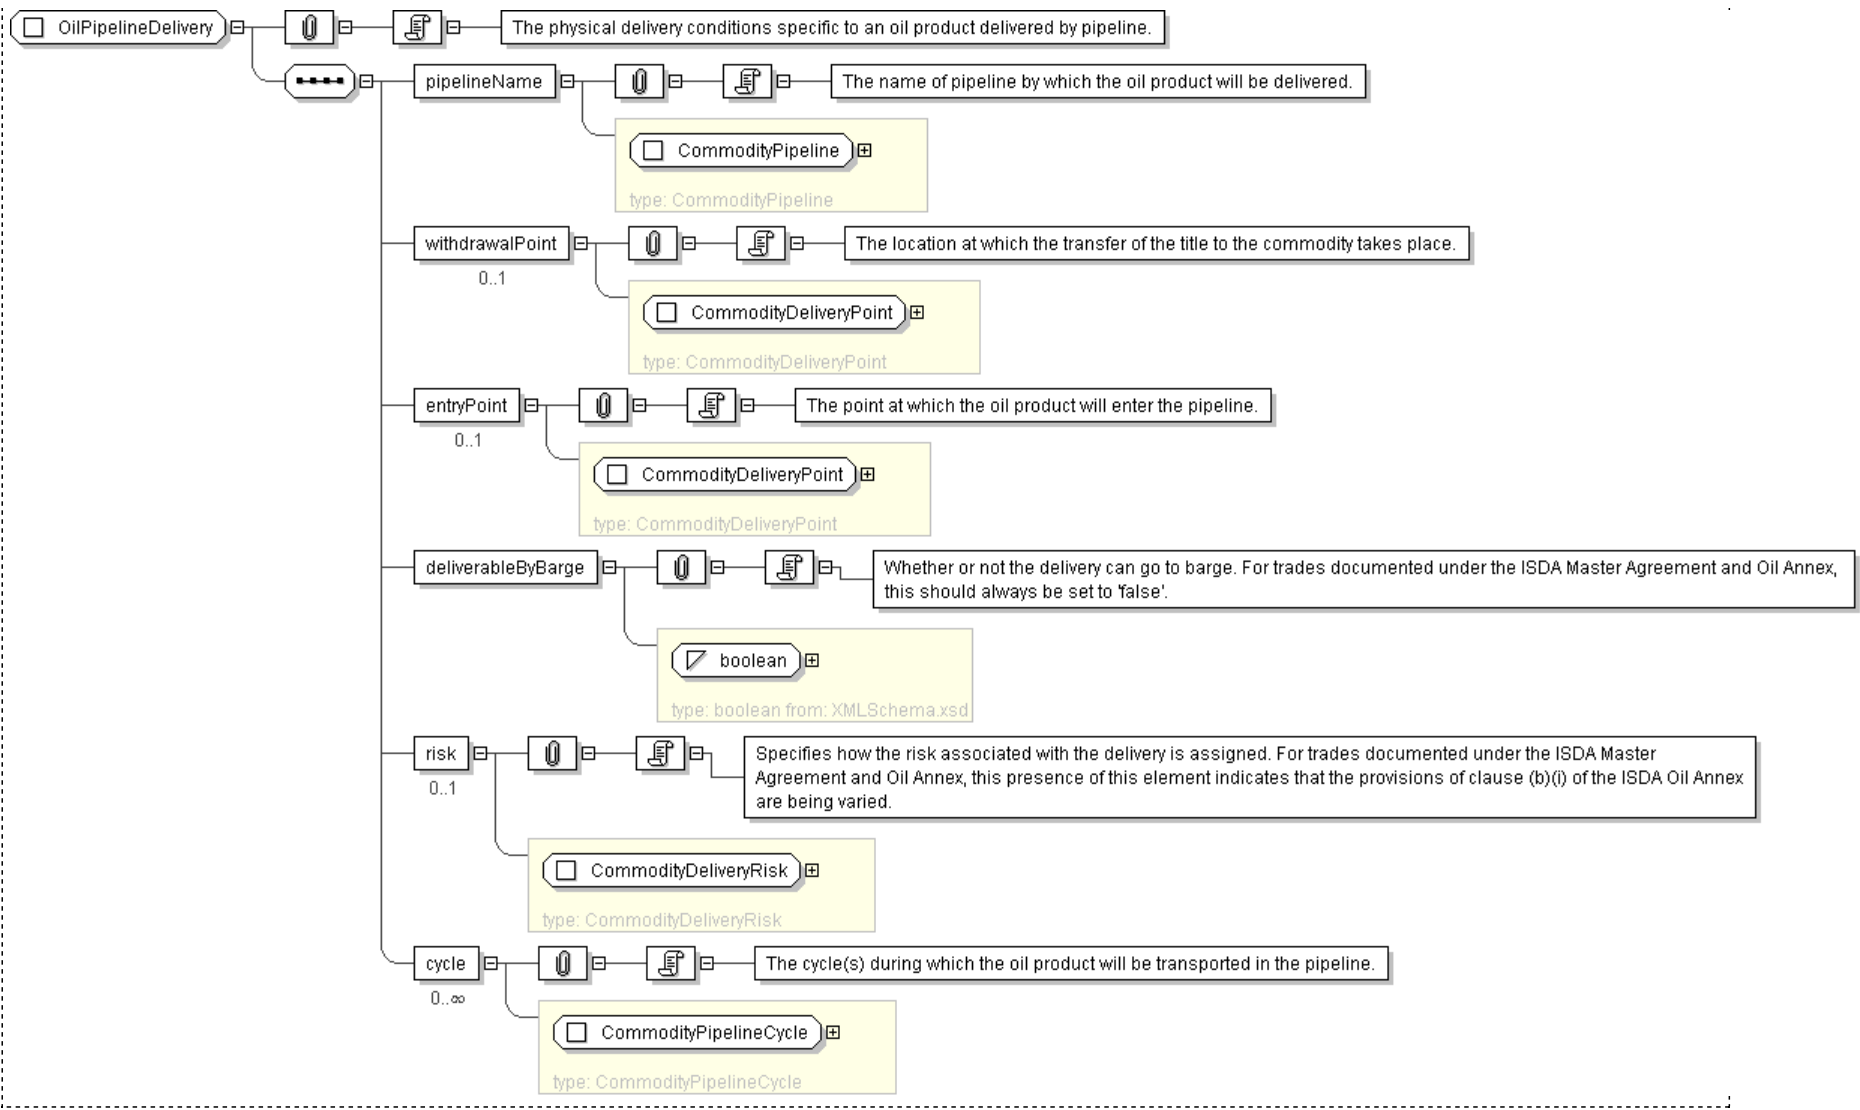 OilPipelineDelivery
The physical delivery conditions specific to an oil product delivered by pipeline.
pipelineName
The name of pipeline by which the oil product will be delivered.
CommodityPipeline
type: CommodityPipeline
withdrawalPoint
The location at which the transfer of the title to the commodity takes place.
0..1
CommodityDeliveryPoint
type: CommodityDeliveryPoint
entryPoint
The point at which the oil product will enter the pipeline.
0..1
CommodityDeliveryPoint
type: CommodityDeliveryPoint
deliverableByBarge
Whether or not the delivery can go to barge. For trades documented under the ISDA Master Agreement and Oil Annex,
this should always be set to 'false'.
boolean
type: boolean from: XMLSchema.xsd
risk
Specifies how the risk associated with the delivery is assigned. For trades documented under the ISDA Master
Agreement and Oil Annex, this presence of this element indicates that the provisions of clause (b)(i) of the ISDA Oil Annex
are being varied.
0..1
CommodityDeliveryRisk
type: CommodityDeliveryRisk
cycle
The cycle(s) during which the oil product will be transported in the pipeline.
0..∞
CommodityPipelineCycle
type: CommodityPipelineCycle